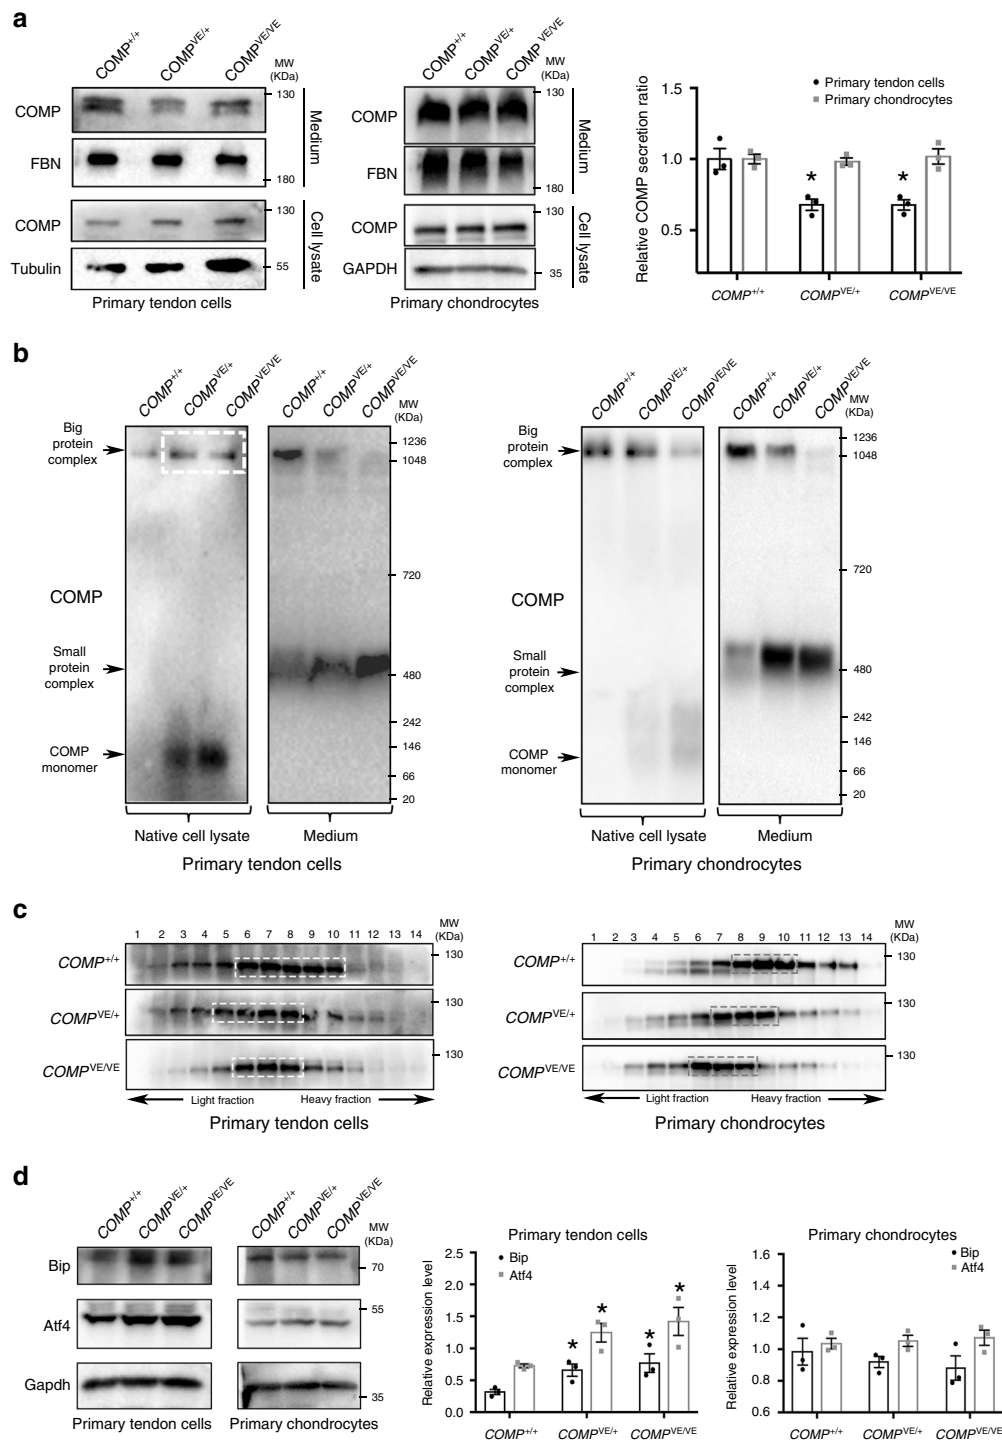 a
COMP+/+ COMPVE/+ COMPVE/VE
MW
(KDa)
COMP
130
FBN
180
Medium
COMP
130
Tubulin
55
Cell lysate
Primary tendon cells
COMP+/+ COMPVE/+ COMPVE/VE
MW
(KDa)
COMP
130
FBN
180
Medium
COMP
130
GAPDH
35
Cell lysate
Primary chondrocytes
Relative COMP secretion ratio
1.5
1.0
0.5
Primary tendon cells
Primary chondrocytes
* *
COMP+/+ COMPVE/+ COMPVE/VE
b
COMP+/+ COMPVE/+ COMPVE/VE COMP+/+ COMPVE/+ COMPVE/VE
MW
(KDa)
Big
protein
complex
COMP
Small
protein
complex
COMP
monomer
1236
1048
720
480
242
146
66
20
Native cell lysate Medium
Primary tendon cells
COMP+/+ COMPVE/+ COMPVE/VE COMP+/+ COMPVE/+ COMPVE/VE
MW
(KDa)
Big
protein
complex
COMP
Small
protein
complex
COMP
monomer
1236
1048
720
480
242
146
66
20
Native cell lysate Medium
Primary chondrocytes
c
1 2 3 4 5 6 7 8 9 10 11 12 13 14
MW
(KDa)
COMP+/+ 130
COMPVE/+ 130
COMPVE/VE 130
Light fraction Heavy fraction
Primary tendon cells
1 2 3 4 5 6 7 8 9 10 11 12 13 14
MW
(KDa)
COMP+/+ 130
COMPVE/+ 130
COMPVE/VE 130
Light fraction Heavy fraction
Primary chondrocytes
d
COMP+/+ COMPVE/+ COMPVE/VE COMP+/+ COMPVE/+ COMPVE/VE
MW
(KDa)
Bip 70
Atf4 55
Gapdh 35
Primary tendon cells Primary chondrocytes
Primary tendon cells
Relative expression level
2.5
2.0
1.5
1.0
0.5
0.0
Bip
Atf4
* * * *
COMP+/+ COMPVE/+ COMPVE/VE
Primary chondrocytes
Relative expression level
1.6
1.4
1.2
1.0
0.8
0.6
Bip
Atf4
COMP+/+ COMPVE/+ COMPVE/VE